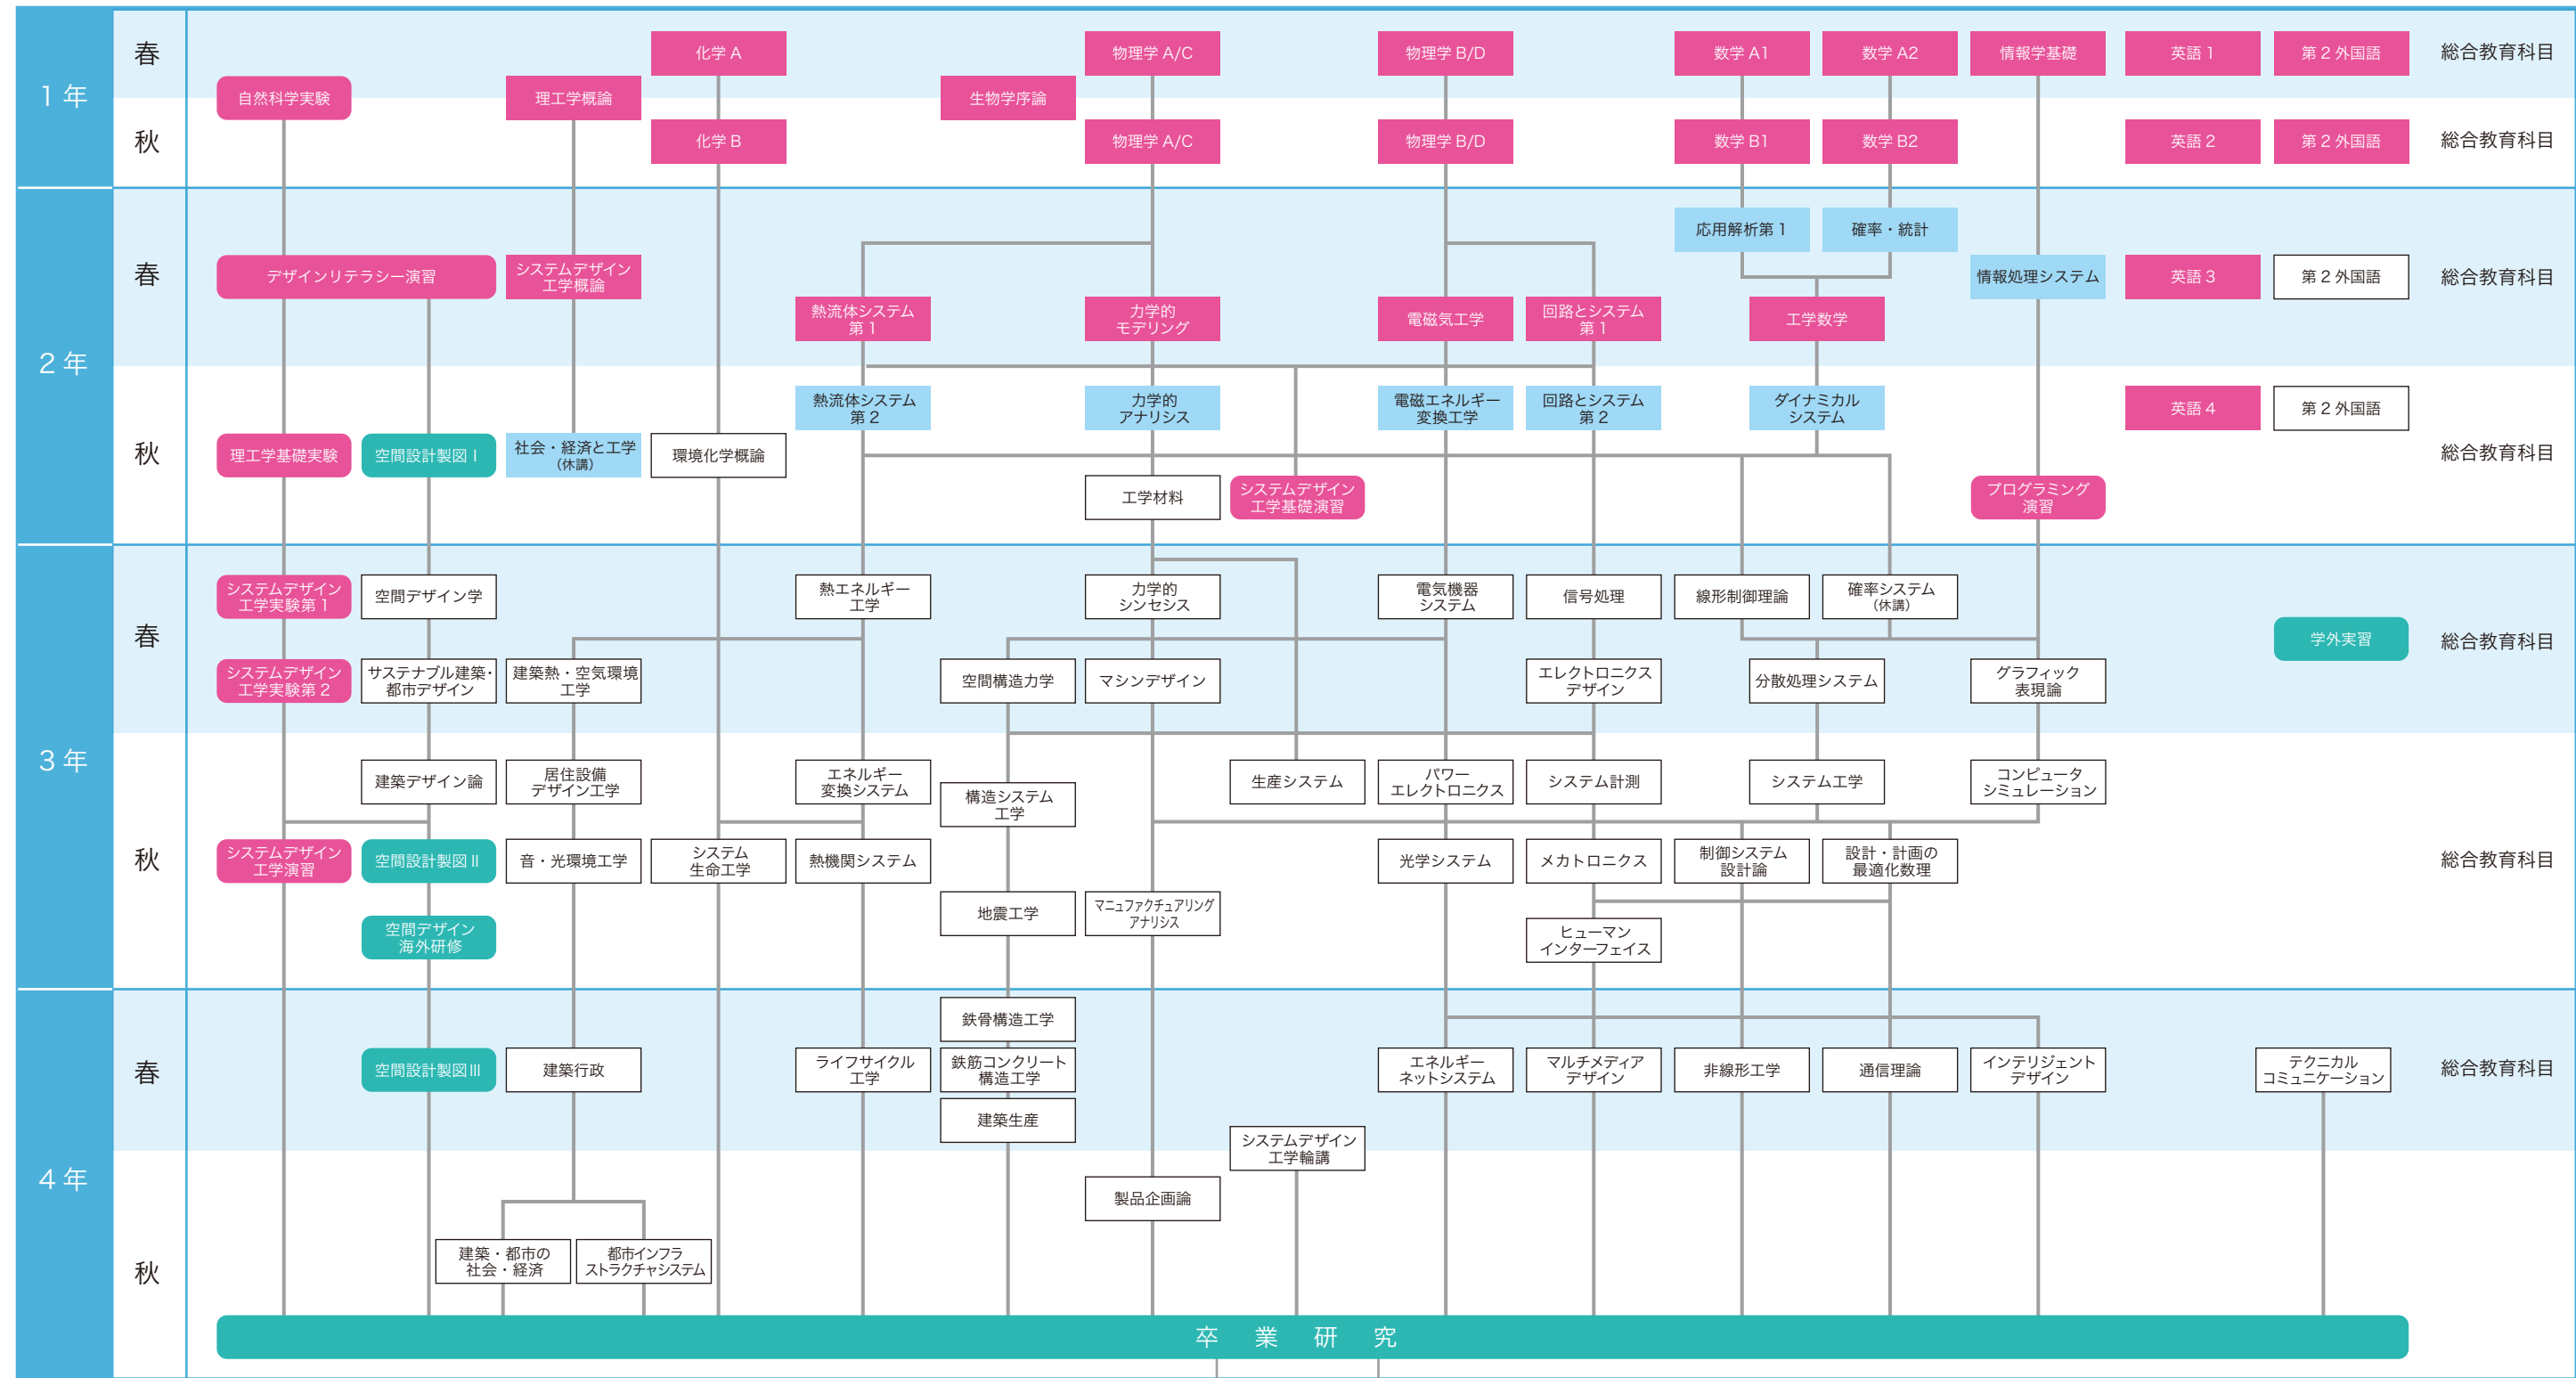 1 年
春
化学 A
物理学 A/C
物理学 B/D
数学 A1
数学 A2
情報学基礎
英語 1
第 2 外国語
総合教育科目
自然科学実験
理工学概論
生物学序論
秋
化学 B
物理学 A/C
物理学 B/D
数学 B1
数学 B2
英語 2
第 2 外国語
総合教育科目
2 年
春
応用解析第 1
確率・統計
デザインリテラシー演習
システムデザイン
工学概論
情報処理システム
英語 3
第 2 外国語
総合教育科目
熱流体システム
第 1
力学的
モデリング
電磁気工学
回路とシステム
第 1
工学数学
秋
熱流体システム
第 2
力学的
アナリシス
電磁エネルギー
変換工学
回路とシステム
第 2
ダイナミカル
システム
英語 4
第 2 外国語
理工学基礎実験
空間設計製図 I
社会・経済と工学
（休講）
環境化学概論
総合教育科目
工学材料
システムデザイン
工学基礎演習
プログラミング
演習
3 年
春
システムデザイン
工学実験第 1
空間デザイン学
熱エネルギー
工学
力学的
シンセシス
電気機器
システム
信号処理
線形制御理論
確率システム
（休講）
学外実習
総合教育科目
システムデザイン
工学実験第 2
サステナブル建築・
都市デザイン
建築熱・空気環境
工学
空間構造力学
マシンデザイン
エレクトロニクス
デザイン
分散処理システム
グラフィック
表現論
秋
建築デザイン論
居住設備
デザイン工学
エネルギー
変換システム
構造システム
工学
生産システム
パワー
エレクトロニクス
システム計測
システム工学
コンピュータ
シミュレーション
システムデザイン
工学演習
空間設計製図 II
音・光環境工学
システム
生命工学
熱機関システム
光学システム
メカトロニクス
制御システム
設計論
設計・計画の
最適化数理
総合教育科目
地震工学
マニュファクチュアリング
アナリシス
空間デザイン
海外研修
ヒューマン
インターフェイス
4 年
春
鉄骨構造工学
空間設計製図 III
建築行政
ライフサイクル
工学
鉄筋コンクリート
構造工学
エネルギー
ネットシステム
マルチメディア
デザイン
非線形工学
通信理論
インテリジェント
デザイン
テクニカル
コミュニケーション
総合教育科目
建築生産
システムデザイン
工学輪講
製品企画論
秋
建築・都市の
社会・経済
都市インフラ
ストラクチャシステム
卒 業 研 究